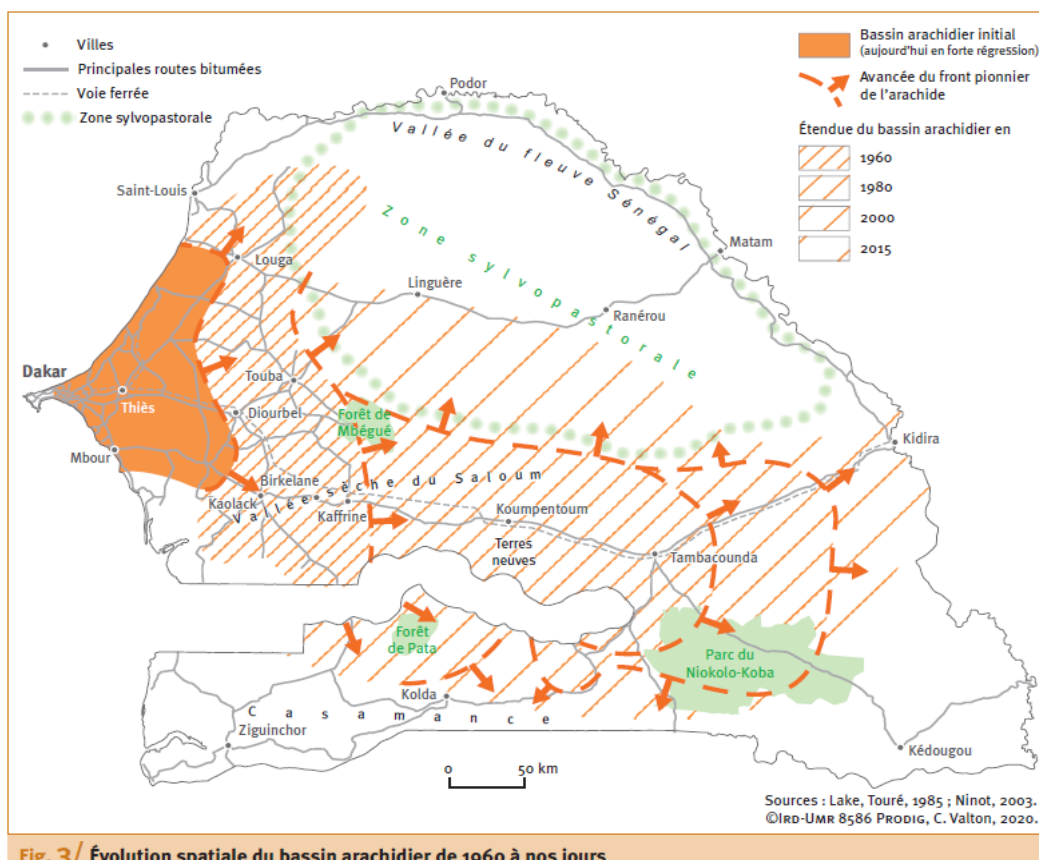 Villes
Principales routes bitumées
Voie ferrée
Zone sylvopastorale
Bassin arachidier initial
(aujourd'hui en forte régression)
Avancée du front pionnier
de l'arachide
Étendue du bassin arachidier en
1960
1980
2000
2015
Podor
Vallée du fleuve Sénégal
Saint-Louis
Zone sylvopastorale
Matam
Louga
Linguère
Ranérou
Dakar
Touba
Thiès
Diourbel
Forêt de
Mbégué
Mbour
Kidira
Birkelane
Vallée sèche du Saloum
Kaolack
Kaffrine
Koumpentoum
Terres
neuves
Tambacounda
Forêt
de Pata
Parc du
Niokolo-Koba
Kolda
Casamance
Ziguinchor
Kédougou
0 50 km
Sources : Lake, Touré, 1985 ; Ninot, 2003.
©IRD-UMR 8586 PRODIG, C. Valton, 2020.
Fig. 3/ Évolution spatiale du bassin arachidier de 1960 à nos jours